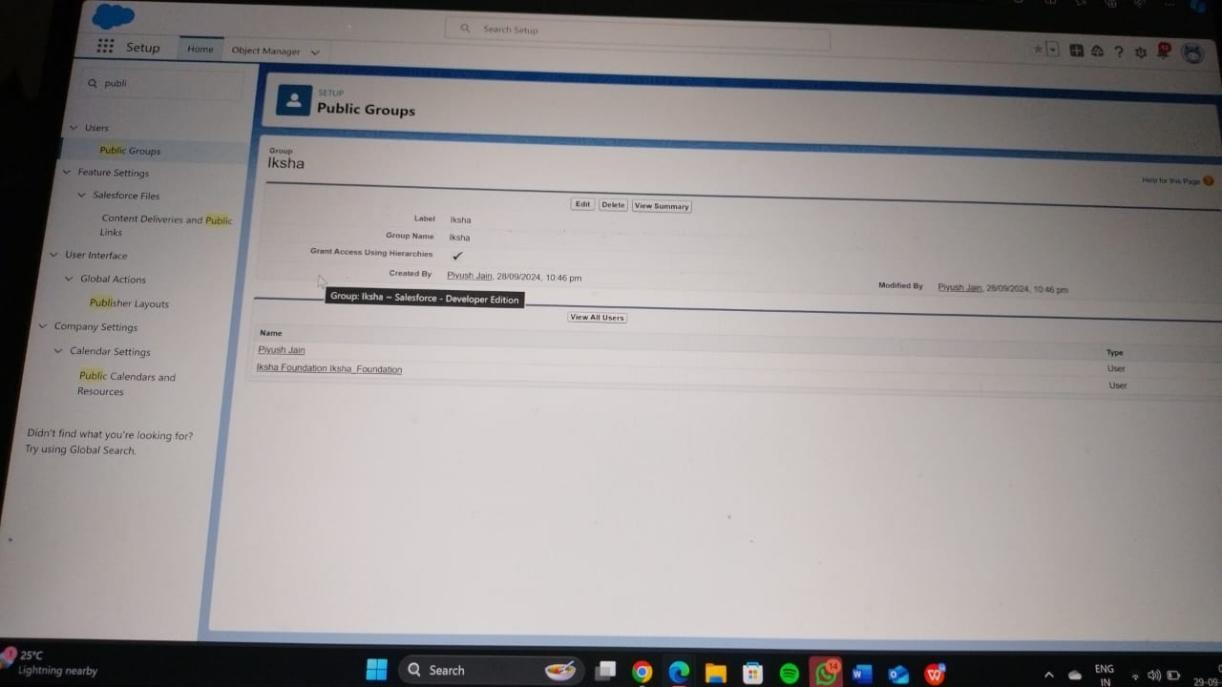 Search Setup
Setup
Home
Object Manager
publi
Users
Public Groups
Feature Settings
Salesforce Files
Content Deliveries and Public
Links
User Interface
Global Actions
Publisher Layouts
Company Settings
Calendar Settings
Public Calendars and
Resources
Didn't find what you're looking for?
Try using Global Search.
SETUP
Public Groups
Group
Iksha
Help for this Page
Edit Delete View Summary
Label Iksha
Group Name Iksha
Grant Access Using Hierarchies ✓
Created By Piyush Jain, 28/09/2024, 10:46 pm
Modified By Piyush Jain, 28/09/2024, 10:46 pm
Group: Iksha ~ Salesforce - Developer Edition
View All Users
Name Type
Piyush Jain User
Iksha Foundation Iksha_Foundation User
25°C
Lightning nearby
Search
14
ENG
IN
29-09-